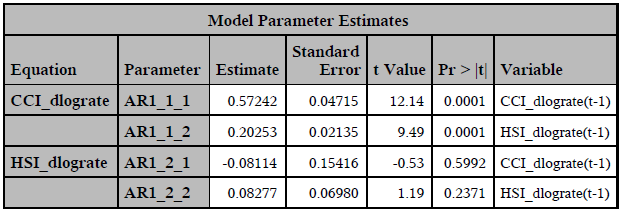 Model Parameter Estimates
Equation Parameter Estimate Standard Error t Value Pr > |t| Variable
CCI_dlograte AR1_1_1 0.57242 0.04715 12.14 0.0001 CCI_dlograte(t-1)
AR1_1_2 0.20253 0.02135 9.49 0.0001 HSI_dlograte(t-1)
HSI_dlograte AR1_2_1 -0.08114 0.15416 -0.53 0.5992 CCI_dlograte(t-1)
AR1_2_2 0.08277 0.06980 1.19 0.2371 HSI_dlograte(t-1)